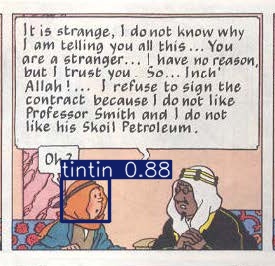 It is strange, I do not know why
I am telling you all this... You
are a stranger... I have no reason,
but I trust you. So... Inch'
Allah!... I refuse to sign the
contract because I do not like
Professor Smith and I do not
like his Skoil Petroleum.
Oh?
tintin 0.88